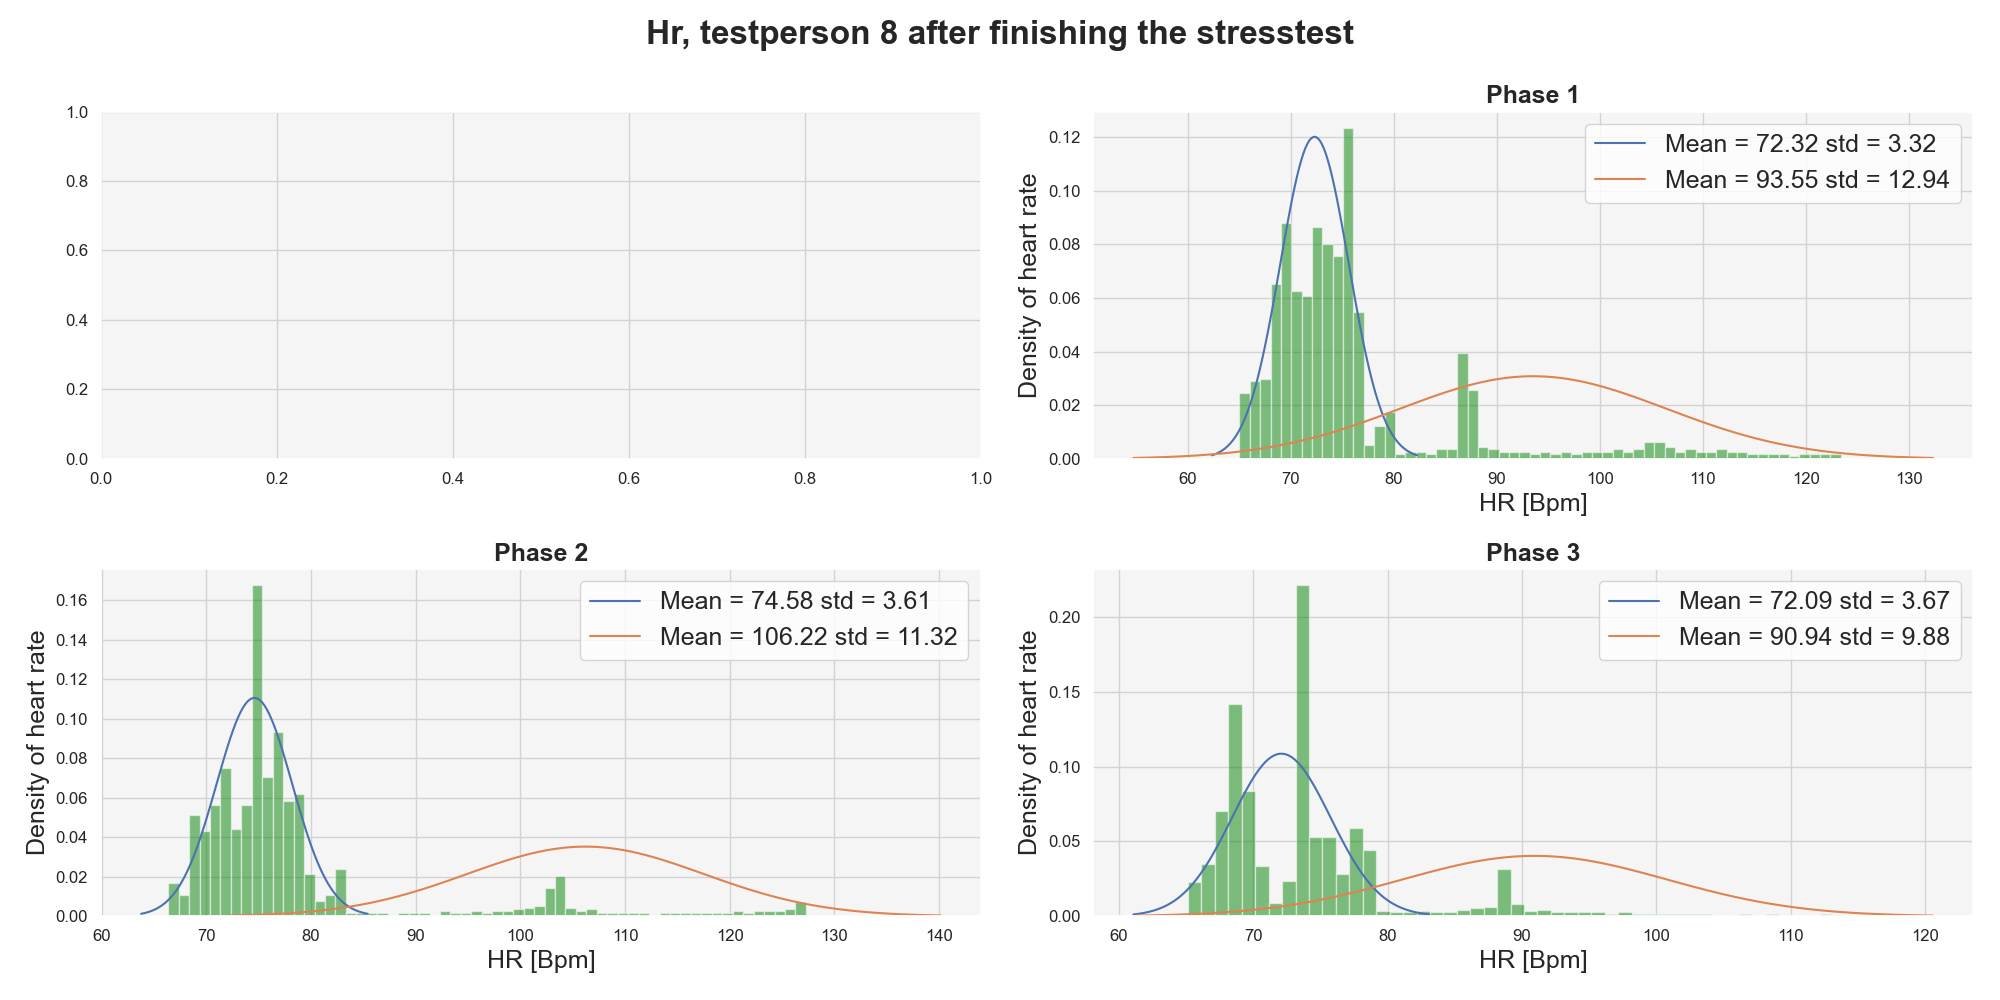 Hr, testperson 8 after finishing the stresstest
1.0
0.8
0.6
0.4
0.2
0.0
0.0 0.2 0.4 0.6 0.8 1.0
Phase 1
Mean = 72.32 std = 3.32
Mean = 93.55 std = 12.94
Density of heart rate
0.12
0.10
0.08
0.06
0.04
0.02
0.00
60 70 80 90 100 110 120 130
HR [Bpm]
Phase 2
Mean = 74.58 std = 3.61
Mean = 106.22 std = 11.32
Density of heart rate
0.16
0.14
0.12
0.10
0.08
0.06
0.04
0.02
0.00
60 70 80 90 100 110 120 130 140
HR [Bpm]
Phase 3
Mean = 72.09 std = 3.67
Mean = 90.94 std = 9.88
Density of heart rate
0.20
0.15
0.10
0.05
0.00
60 70 80 90 100 110 120
HR [Bpm]